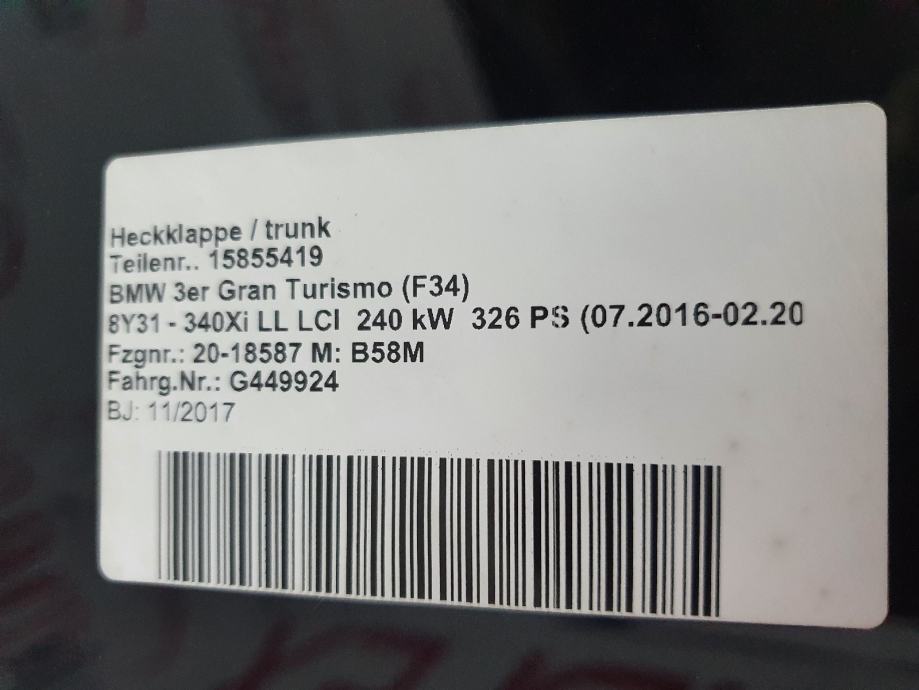 Heckklappe / trunk
Teilenr.. 15855419
BMW 3er Gran Turismo (F34)
8Y31 - 340Xi LL LCI 240 kW 326 PS (07.2016-02.20
Fzgnr.: 20-18587 M: B58M
Fahrg.Nr.: G449924
BJ: 11/2017